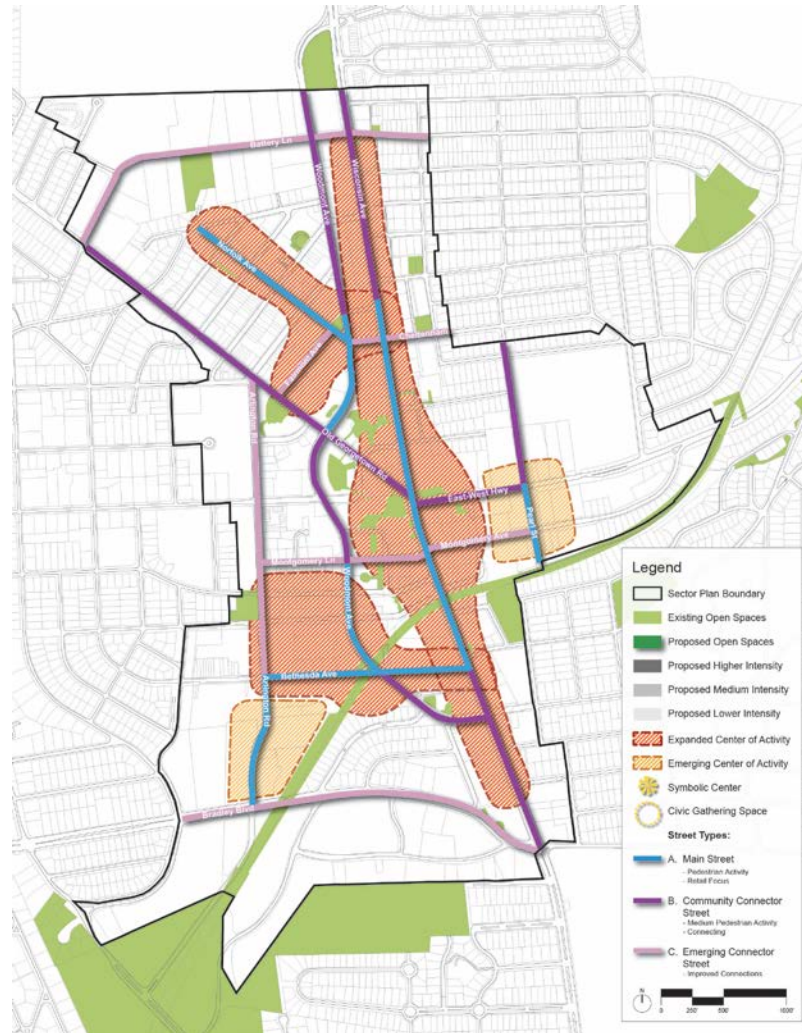 Battery Ln
Woodmont Ave
Wisconsin Ave
Norfolk Ave
Arlington Rd
Old Georgetown Rd
East-West Hwy
Pearl St
Montgomery Ave
Montgomery Ln
Woodmont Ave
Bethesda Ave
Arlington Rd
Bradley Blvd
Legend
Sector Plan Boundary
Existing Open Spaces
Proposed Open Spaces
Proposed Higher Intensity
Proposed Medium Intensity
Proposed Lower Intensity
Expanded Center of Activity
Emerging Center of Activity
Symbolic Center
Civic Gathering Space
Street Types:
A. Main Street
- Pedestrian Activity
- Retail Focus
B. Community Connector
Street
- Medium Pedestrian Activity
- Connecting
C. Emerging Connector
Street
- Improved Connections
N
0 250 500 1000'